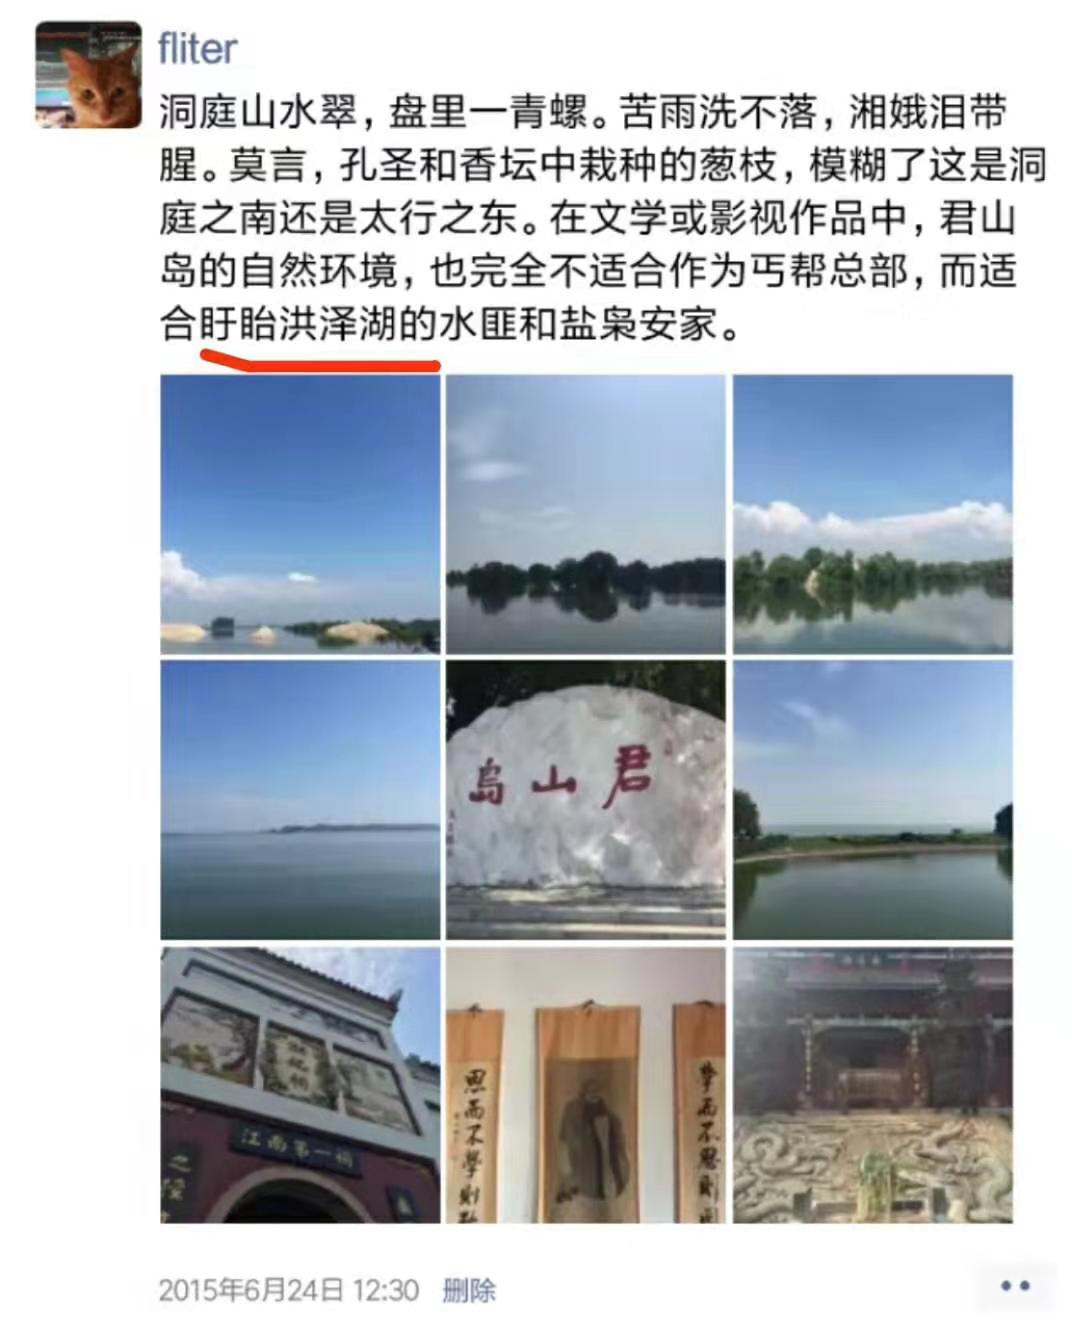 fliter
洞庭山水翠，盘里一青螺。苦雨洗不落，湘娥泪带
腥。莫言，孔圣和香坛中栽种的葱枝，模糊了这是洞
庭之南还是太行之东。在文学或影视作品中，君山
岛的自然环境，也完全不适合作为丐帮总部，而适
合盱眙洪泽湖的水匪和盐枭安家。
君山岛
江南第一祠
之
思而不學則
學而不思則罔
2015年6月24日 12:30 删除